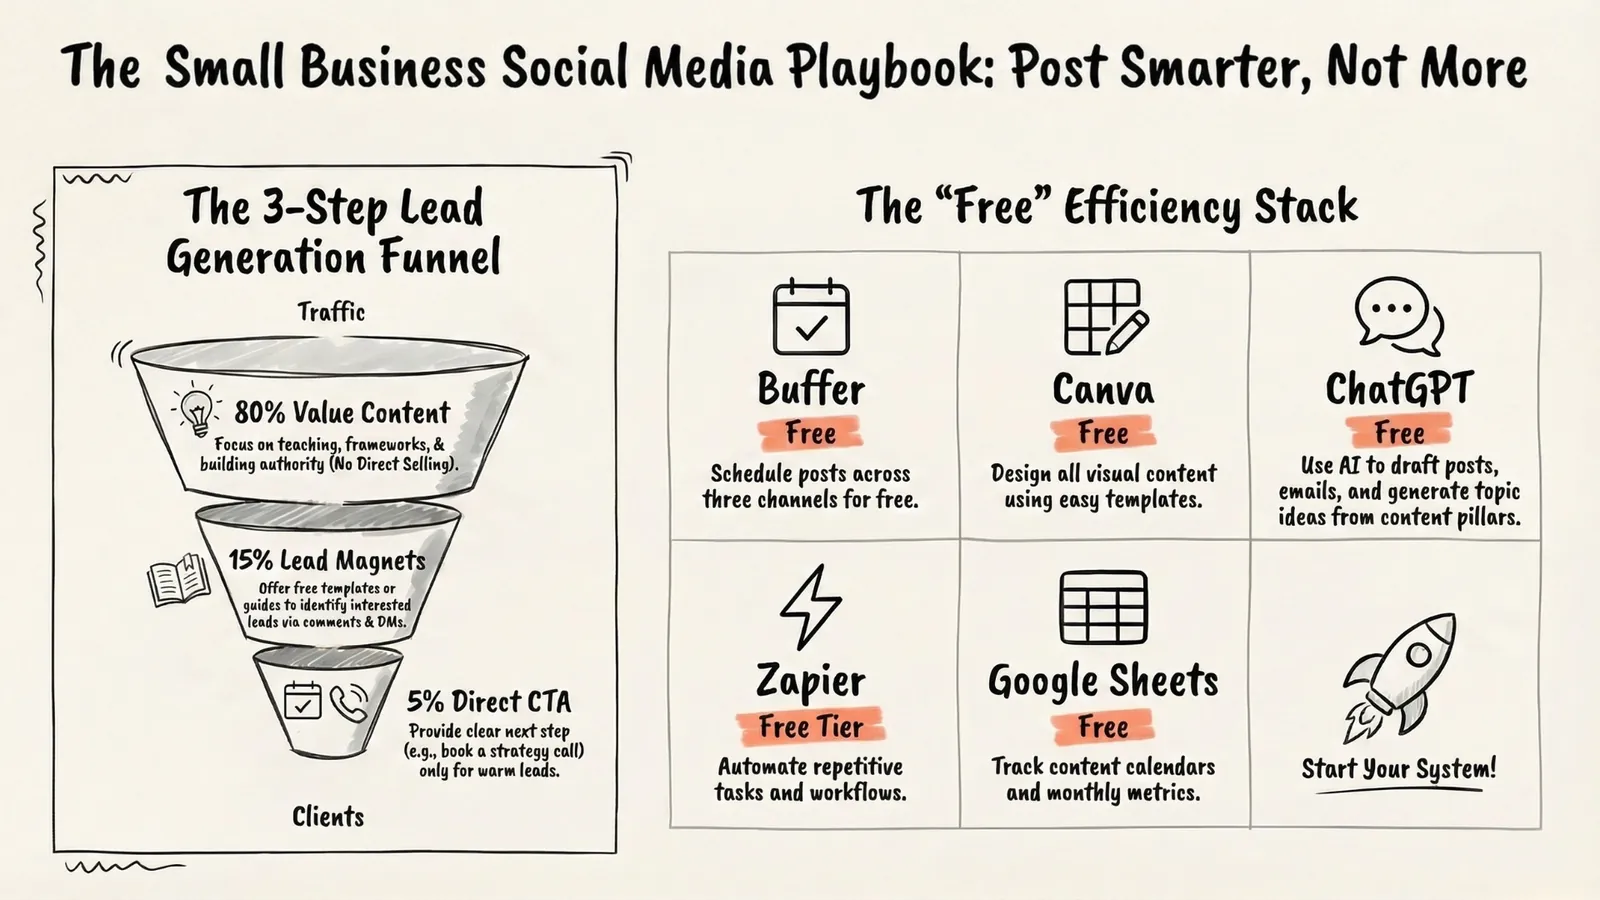 The Small Business Social Media Playbook: Post Smarter, Not More
The 3-Step Lead
Generation Funnel
Traffic
80% Value Content
Focus on teaching, frameworks, &
building authority (No Direct Selling).
15% Lead Magnets
Offer free templates or
guides to identify interested
leads via comments & DMs.
5% Direct CTA
Provide clear next step
(e.g., book a strategy call)
only for warm leads.
Clients
The “Free” Efficiency Stack
Buffer
Free
Schedule posts across
three channels for free.
Canva
Free
Design all visual content
using easy templates.
ChatGPT
Free
Use AI to draft posts,
emails, and generate topic
ideas from content pillars.
Zapier
Free Tier
Automate repetitive
tasks and workflows.
Google Sheets
Free
Track content calendars
and monthly metrics.
Start Your System!